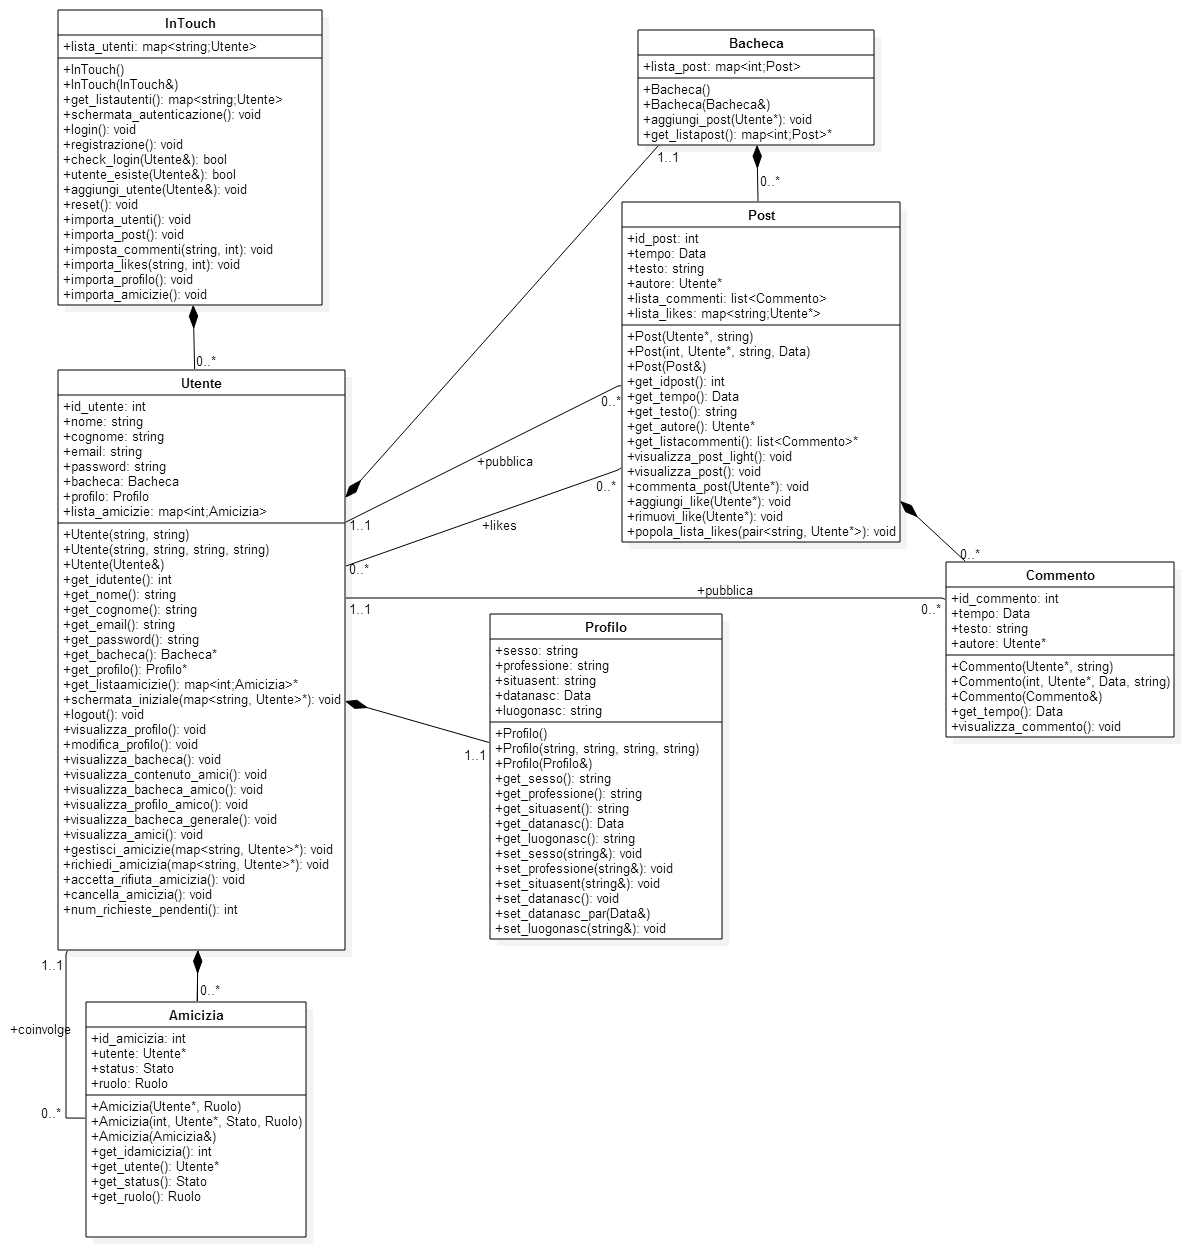 InTouch
+lista_utenti: map<string;Utente>
+InTouch()
+InTouch(InTouch&)
+get_listautenti(): map<string;Utente>
+schermata_autenticazione(): void
+login(): void
+registrazione(): void
+check_login(Utente&): bool
+utente_esiste(Utente&): bool
+aggiungi_utente(Utente&): void
+reset(): void
+importa_utenti(): void
+importa_post(): void
+imposta_commenti(string, int): void
+importa_likes(string, int): void
+importa_profilo(): void
+importa_amicizie(): void
0..*
Bacheca
+lista_post: map<int;Post>
+Bacheca()
+Bacheca(Bacheca&)
+aggiungi_post(Utente*): void
+get_listapost(): map<int;Post>*
1..1
0..*
Post
+id_post: int
+tempo: Data
+testo: string
+autore: Utente*
+lista_commenti: list<Commento>
+lista_likes: map<string;Utente*>
+Post(Utente*, string)
+Post(int, Utente*, string, Data)
+Post(Post&)
+get_idpost(): int
+get_tempo(): Data
+get_testo(): string
+get_autore(): Utente*
+get_listacommenti(): list<Commento>*
+visualizza_post_light(): void
+visualizza_post(): void
+commenta_post(Utente*): void
+aggiungi_like(Utente*): void
+rimuovi_like(Utente*): void
+popola_lista_likes(pair<string, Utente*>): void
0..*
Utente
+id_utente: int
+nome: string
+cognome: string
+email: string
+password: string
+bacheca: Bacheca
+profilo: Profilo
+lista_amicizie: map<int;Amicizia>
+Utente(string, string)
+Utente(string, string, string, string)
+Utente(Utente&)
+get_idutente(): int
+get_nome(): string
+get_cognome(): string
+get_email(): string
+get_password(): string
+get_bacheca(): Bacheca*
+get_profilo(): Profilo*
+get_listaamicizie(): map<int;Amicizia>*
+schermata_iniziale(map<string, Utente>*): void
+logout(): void
+visualizza_profilo(): void
+modifica_profilo(): void
+visualizza_bacheca(): void
+visualizza_contenuto_amici(): void
+visualizza_bacheca_amico(): void
+visualizza_profilo_amico(): void
+visualizza_bacheca_generale(): void
+visualizza_amici(): void
+gestisci_amicizie(map<string, Utente>*): void
+richiedi_amicizia(map<string, Utente>*): void
+accetta_rifiuta_amicizia(): void
+cancella_amicizia(): void
+num_richieste_pendenti(): int
0..*
+pubblica
1..1
0..*
+likes
0..*
+pubblica
1..1
0..*
Commento
+id_commento: int
+tempo: Data
+testo: string
+autore: Utente*
+Commento(Utente*, string)
+Commento(int, Utente*, Data, string)
+Commento(Commento&)
+get_tempo(): Data
+visualizza_commento(): void
Profilo
+sesso: string
+professione: string
+situasent: string
+datanasc: Data
+luogonasc: string
+Profilo()
+Profilo(string, string, string, string)
+Profilo(Profilo&)
+get_sesso(): string
+get_professione(): string
+get_situasent(): string
+get_datanasc(): Data
+get_luogonasc(): string
+set_sesso(string&): void
+set_professione(string&): void
+set_situasent(string&): void
+set_datanasc(): void
+set_datanasc_par(Data&)
+set_luogonasc(string&): void
1..1
1..1
0..*
+coinvolge
0..*
Amicizia
+id_amicizia: int
+utente: Utente*
+status: Stato
+ruolo: Ruolo
+Amicizia(Utente*, Ruolo)
+Amicizia(int, Utente*, Stato, Ruolo)
+Amicizia(Amicizia&)
+get_idamicizia(): int
+get_utente(): Utente*
+get_status(): Stato
+get_ruolo(): Ruolo